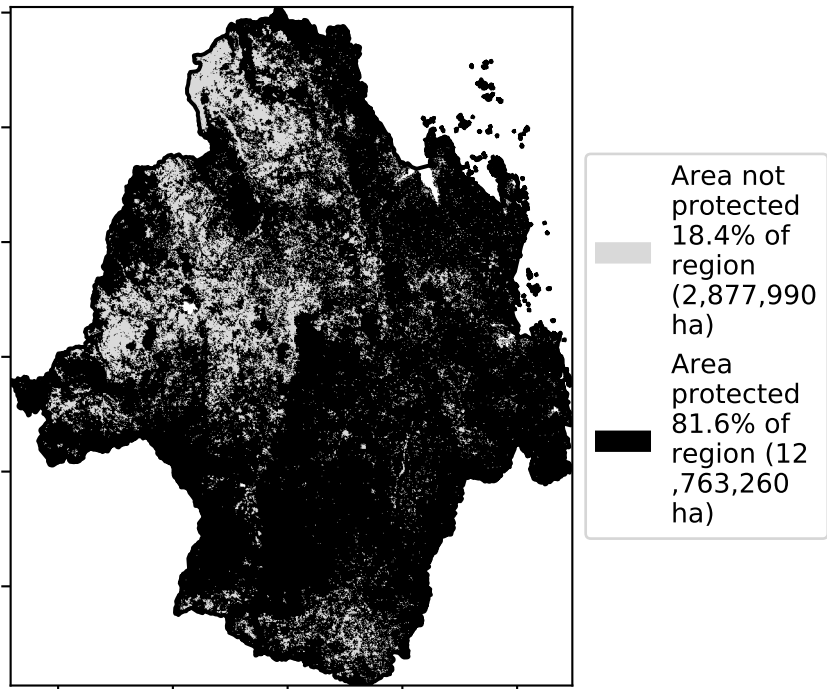 Area not
protected
18.4% of
region
(2,877,990
ha)
Area
protected
81.6% of
region (12
,763,260
ha)